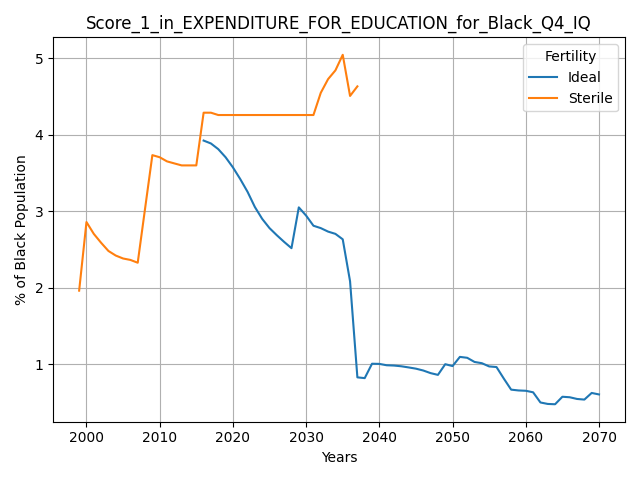 Score_1_in_EXPENDITURE_FOR_EDUCATION_for_Black_Q4_IQ
Fertility
Ideal
Sterile
% of Black Population
5
4
3
2
1
2000 2010 2020 2030 2040 2050 2060 2070
Years